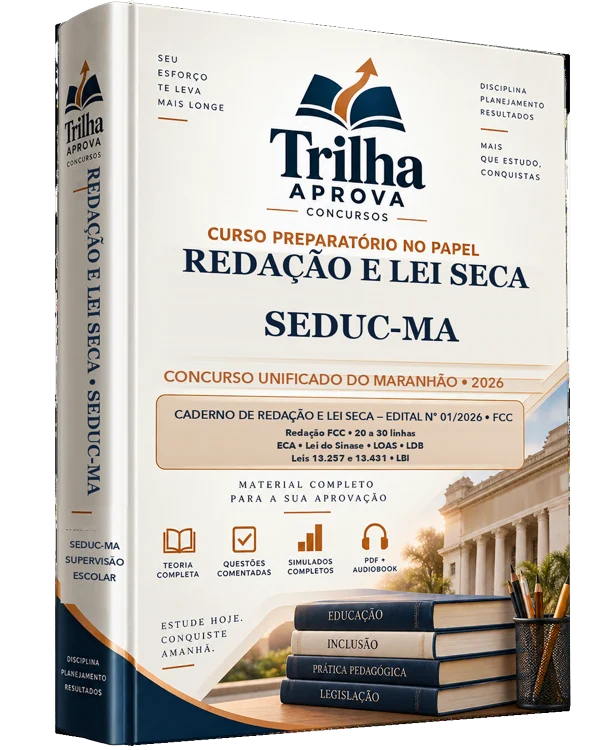 Trilha
APROVA
CONCURSOS
REDAÇÃO E LEI SECA • SEDUC-MA
SEDUC-MA
SUPERVISÃO
ESCOLAR
DISCIPLINA
PLANEJAMENTO
RESULTADOS
SEU
ESFORÇO
TE LEVA
MAIS LONGE
Trilha
APROVA
CONCURSOS
DISCIPLINA
PLANEJAMENTO
RESULTADOS
MAIS
QUE ESTUDO,
CONQUISTAS
CURSO PREPARATÓRIO NO PAPEL
REDAÇÃO E LEI SECA
SEDUC-MA
CONCURSO UNIFICADO DO MARANHÃO • 2026
CADERNO DE REDAÇÃO E LEI SECA – EDITAL Nº 01/2026 • FCC
Redação FCC • 20 a 30 linhas
ECA • Lei do Sinase • LOAS • LDB
Leis 13.257 e 13.431 • LBI
MATERIAL COMPLETO
PARA A SUA APROVAÇÃO
TEORIA
COMPLETA
QUESTÕES
COMENTADAS
SIMULADOS
COMPLETOS
PDF +
AUDIOBOOK
ESTUDE HOJE.
CONQUISTE
AMANHÃ.
EDUCAÇÃO
INCLUSÃO
PRÁTICA PEDAGÓGICA
LEGISLAÇÃO